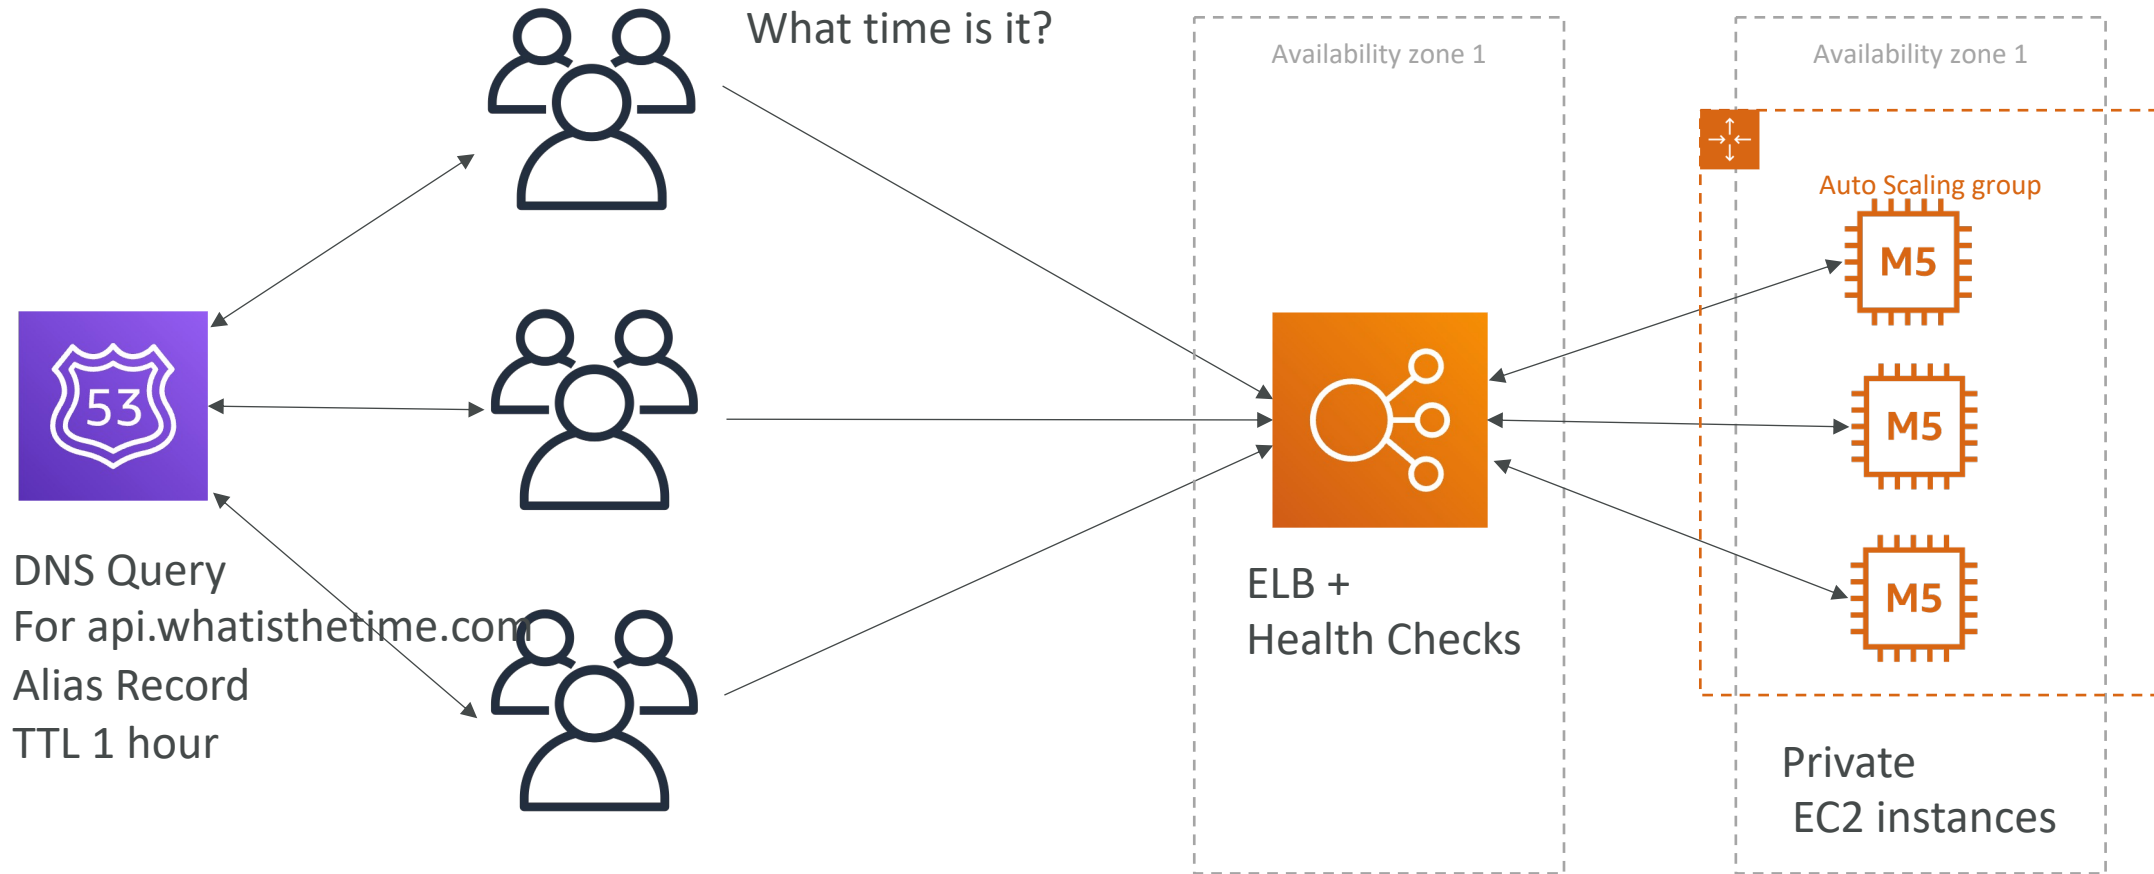 What time is it?
Availability zone 1
Availability zone 1
Auto Scaling group
M5
53
M5
DNS Query
For api.whatisthetime.com
Alias Record
TTL 1 hour
ELB +
Health Checks
M5
Private
EC2 instances